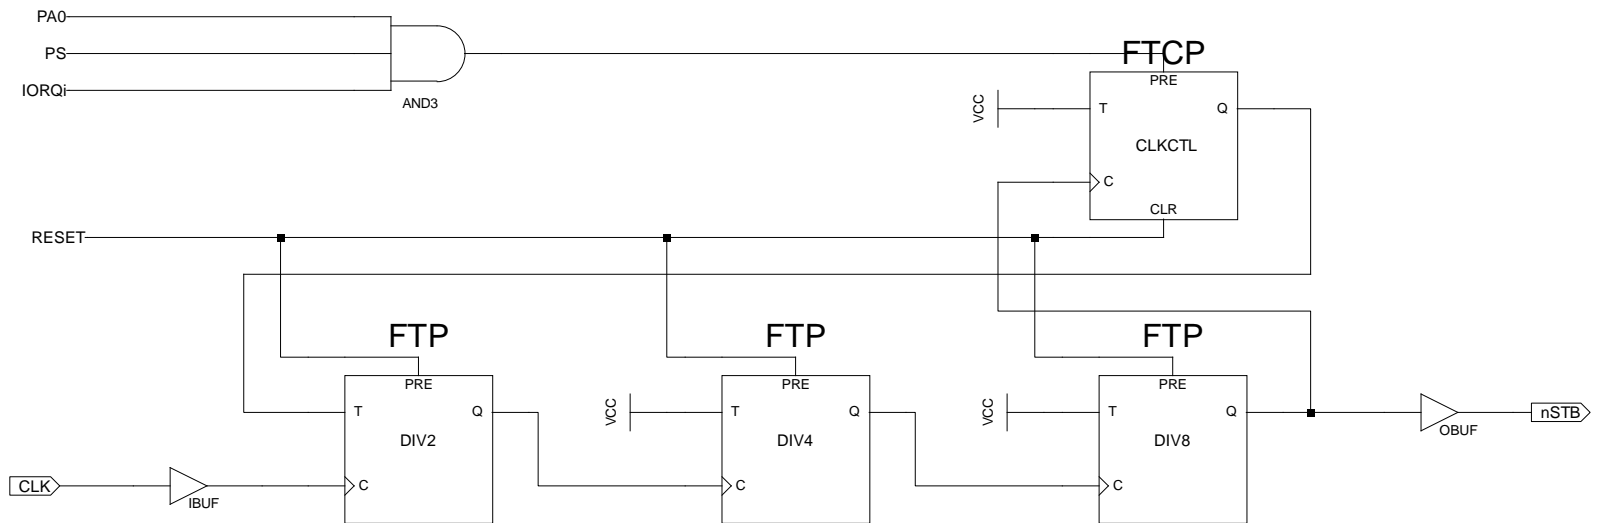 PA0
PS
IORQi
AND3
FTCP
PRE
VCC
T
Q
CLKCTL
C
CLR
RESET
FTP
FTP
FTP
PRE
PRE
PRE
T
Q
VCC
T
Q
VCC
T
Q
nSTB
DIV2
DIV4
DIV8
OBUF
CLK
IBUF
C
C
C